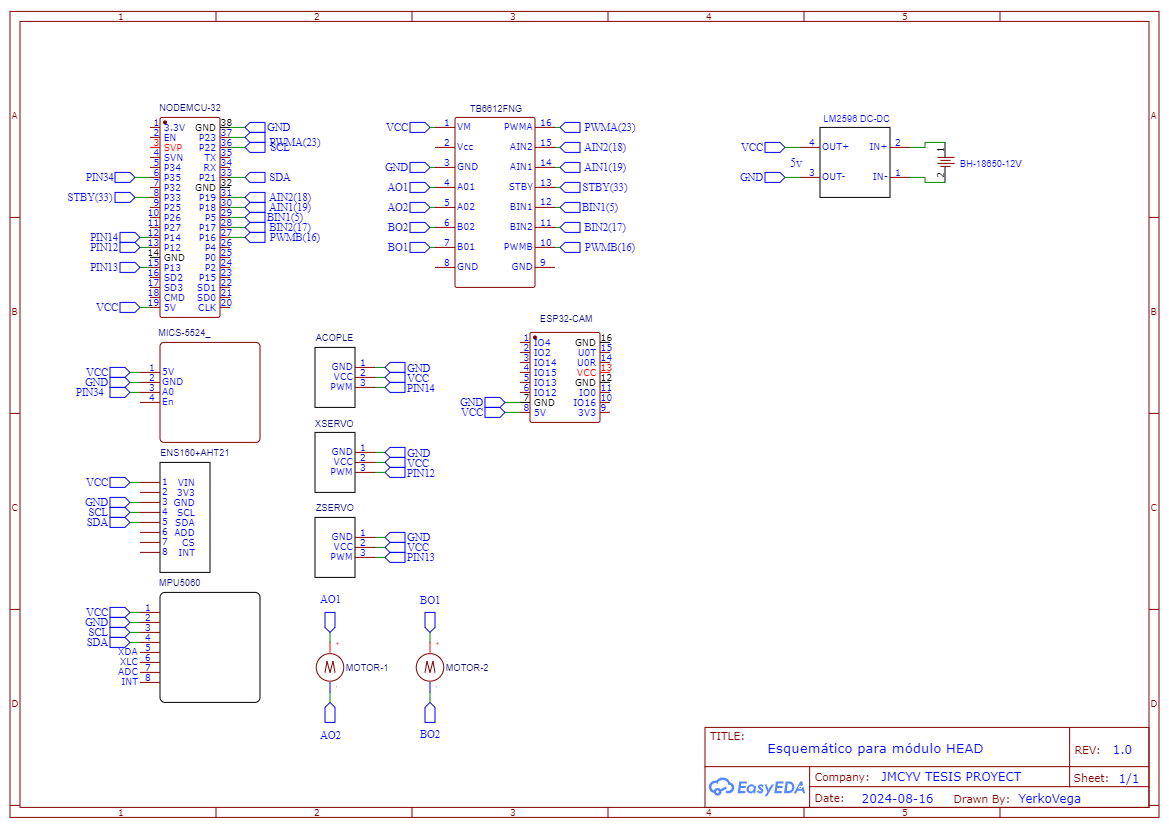 1 2 3 4 5
A A
B B
C C
D D
1 2 3 4 5
NODEMCU-32
1 3.3V GND 38 GND
2 EN P23 37 PWMA(23)
3 SVP P22 36 SCL
4 SVN TX 35
5 P34 RX 34
PIN34 6 P35 P21 33 SDA
7 P32 GND 32
STBY(33) 8 P33 P19 31 AIN2(18)
9 P25 P18 30 AIN1(19)
10 P26 P5 29 BIN1(5)
11 P27 P17 28 BIN2(17)
PIN14 12 P14 P16 27 PWMB(16)
PIN12 13 P12 P4 26
14 GND P0 25
PIN13 15 P13 P2 24
16 SD2 P15 23
17 SD3 SD1 22
18 CMD SD0 21
VCC 19 5V CLK 20
TB6612FNG
VCC 1 VM PWMA 16 PWMA(23)
2 Vcc AIN2 15 AIN2(18)
GND 3 GND AIN1 14 AIN1(19)
AO1 4 A01 STBY 13 STBY(33)
AO2 5 A02 BIN1 12 BIN1(5)
BO2 6 B02 BIN2 11 BIN2(17)
BO1 7 B01 PWMB 10 PWMB(16)
8 GND GND 9
LM2596 DC-DC
VCC 4 OUT+ IN+ 2 1
5v BH-18650-12V
GND 3 OUT- IN- 1 2
MICS-5524_
VCC 1 5V
GND 2 GND
PIN34 3 A0
4 En
ACOPLE
GND 1 GND
VCC 2 VCC
PWM 3 PIN14
ESP32-CAM
1 IO4 GND 16
2 IO2 U0T 15
3 IO14 U0R 14
4 IO15 VCC 13
5 IO13 GND 12
6 IO12 IO0 11
GND 7 GND IO16 10
VCC 8 5V 3V3 9
XSERVO
GND 1 GND
VCC 2 VCC
PWM 3 PIN12
ENS160+AHT21
VCC 1 VIN
2 3V3
GND 3 GND
SCL 4 SCL
SDA 5 SDA
6 ADD
7 CS
8 INT
ZSERVO
GND 1 GND
VCC 2 VCC
PWM 3 PIN13
MPU5060
VCC 1
GND 2
SCL 3
SDA 4
XDA 5
XLC 6
ADC 7
INT 8
AO1 BO1
+ +
M MOTOR-1 M MOTOR-2
- -
AO2 BO2
TITLE:
Esquemático para módulo HEAD
REV: 1.0
EasyEDA
Company: JMCYV TESIS PROYECT
Sheet: 1/1
Date: 2024-08-16 Drawn By: YerkoVega